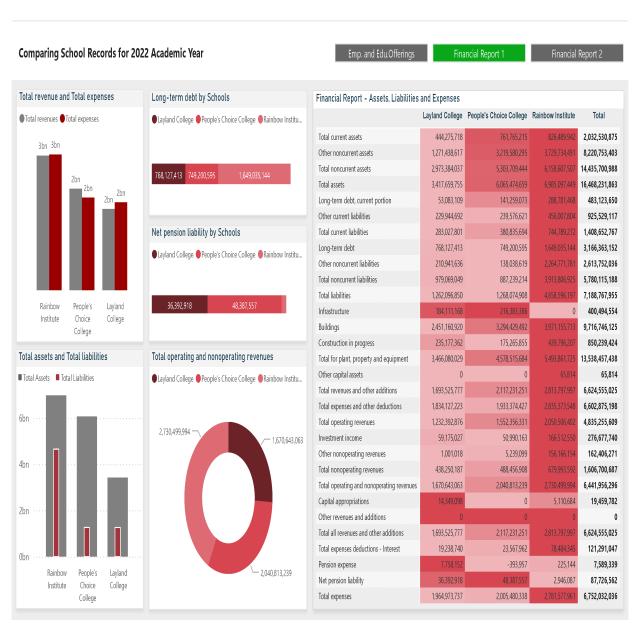 Comparing School Records for 2022 Academic Year
Emp. and Edu.Offerings
Financial Report 1
Financial Report 2
Total revenue and Total expenses
Total revenues Total expenses
3bn 3bn
2bn 2bn
2bn 2bn
Rainbow Institute
People's Choice College
Layland College
Long-term debt by Schools
Layland College People's Choice College Rainbow Institu...
768,127,413 749,200,595 1,649,035,144
Net pension liability by Schools
Layland College People's Choice College Rainbow Institu...
36,392,918 48,387,557
Total assets and Total liabilities
Total Assets Total Liabilities
6bn
4bn
2bn
0bn
Rainbow Institute
People's Choice College
Layland College
Total operating and nonoperating revenues
Layland College People's Choice College Rainbow Institu...
2,730,499,994
1,670,643,063
2,040,813,239
Financial Report - Assets, Liabilities and Expenses
Layland College People's Choice College Rainbow Institute Total
Total current assets 444,275,718 761,765,215 826,489,942 2,032,530,875
Other noncurrent assets 1,271,438,617 3,219,580,295 3,729,734,491 8,220,753,403
Total noncurrent assets 2,973,384,037 5,303,709,444 6,158,607,507 14,435,700,988
Total assets 3,417,659,755 6,065,474,659 6,985,097,449 16,468,231,863
Long-term debt, current portion 53,083,109 141,259,073 288,781,468 483,123,650
Other current liabilities 229,944,692 239,576,621 456,007,804 925,529,117
Total current liabilities 283,027,801 380,835,694 744,789,272 1,408,652,767
Long-term debt 768,127,413 749,200,595 1,649,035,144 3,166,363,152
Other noncurrent liabilities 210,941,636 138,038,619 2,264,771,781 2,613,752,036
Total noncurrent liabilities 979,069,049 887,239,214 3,913,806,925 5,780,115,188
Total liabilities 1,262,096,850 1,268,074,908 4,658,596,197 7,188,767,955
Infrastructure 184,111,168 216,383,386 0 400,494,554
Buildings 2,451,160,920 3,294,429,492 3,971,155,713 9,716,746,125
Construction in progress 235,177,362 175,265,855 439,796,207 850,239,424
Total for plant, property and equipment 3,466,080,029 4,578,515,684 5,493,861,725 13,538,457,438
Other capital assets 0 0 65,814 65,814
Total revenues and other additions 1,693,525,777 2,117,231,251 2,813,797,997 6,624,555,025
Total expenses and other deductions 1,834,127,223 1,933,374,427 2,835,373,548 6,602,875,198
Total operating revenues 1,232,392,876 1,552,356,331 2,050,506,402 4,835,255,609
Investment income 59,175,027 50,990,163 166,512,550 276,677,740
Other nonoperating revenues 1,001,018 5,239,099 156,166,154 162,406,271
Total nonoperating revenues 438,250,187 488,456,908 679,993,592 1,606,700,687
Total operating and nonoperating revenues 1,670,643,063 2,040,813,239 2,730,499,994 6,441,956,296
Capital appropriations 14,349,098 0 5,110,684 19,459,782
Other revenues and additions 0 0 0 0
Total all revenues and other additions 1,693,525,777 2,117,231,251 2,813,797,997 6,624,555,025
Total expenses deductions - Interest 19,238,740 23,567,962 78,484,345 121,291,047
Pension expense 7,758,152 -393,957 225,144 7,589,339
Net pension liability 36,392,918 48,387,557 2,946,087 87,726,562
Total expenses 1,964,973,737 2,005,480,338 2,781,577,961 6,752,032,036